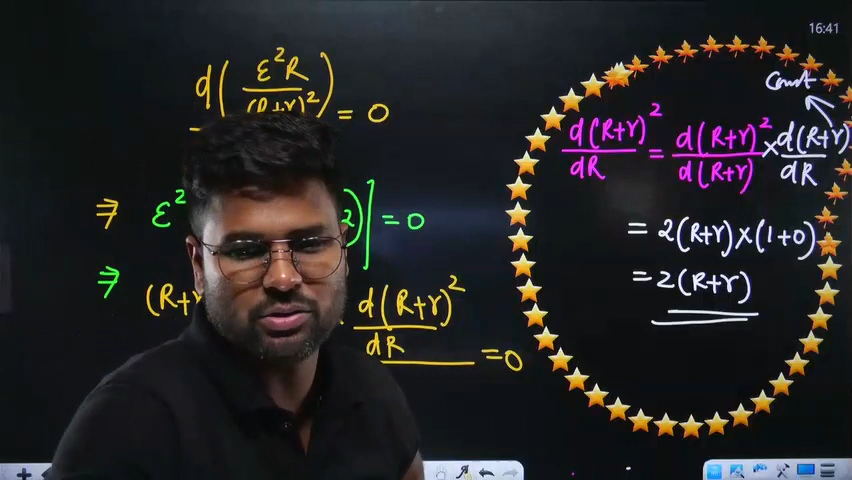 16:41
d(ε²R/(R+r)²) = 0
⇒ ε² 2)| = 0
⇒ (R+r d(R+r)²/dR = 0
Const
d(R+r)²/dR = d(R+r)²/d(R+r) × d(R+r)/dR
= 2(R+r)×(1+0)
= 2(R+r)